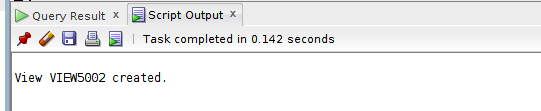 Query Result x Script Output x
Task completed in 0.142 seconds
View VIEW5002 created.